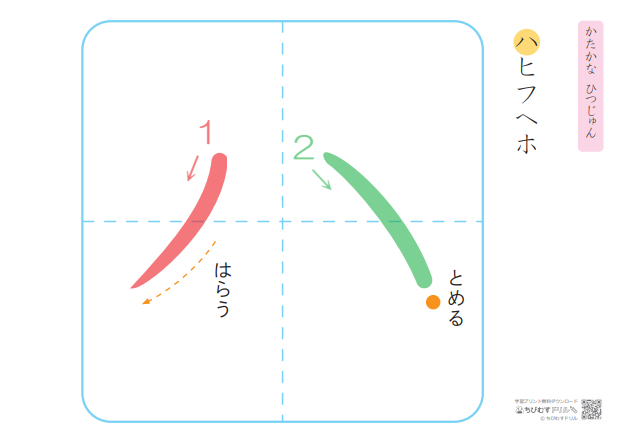 かたかな ひつじゅん
ハヒフヘホ
1
2
はらう
とめる
学習プリント無料ダウンロード
ちびむすドリル
© ちびむすドリル